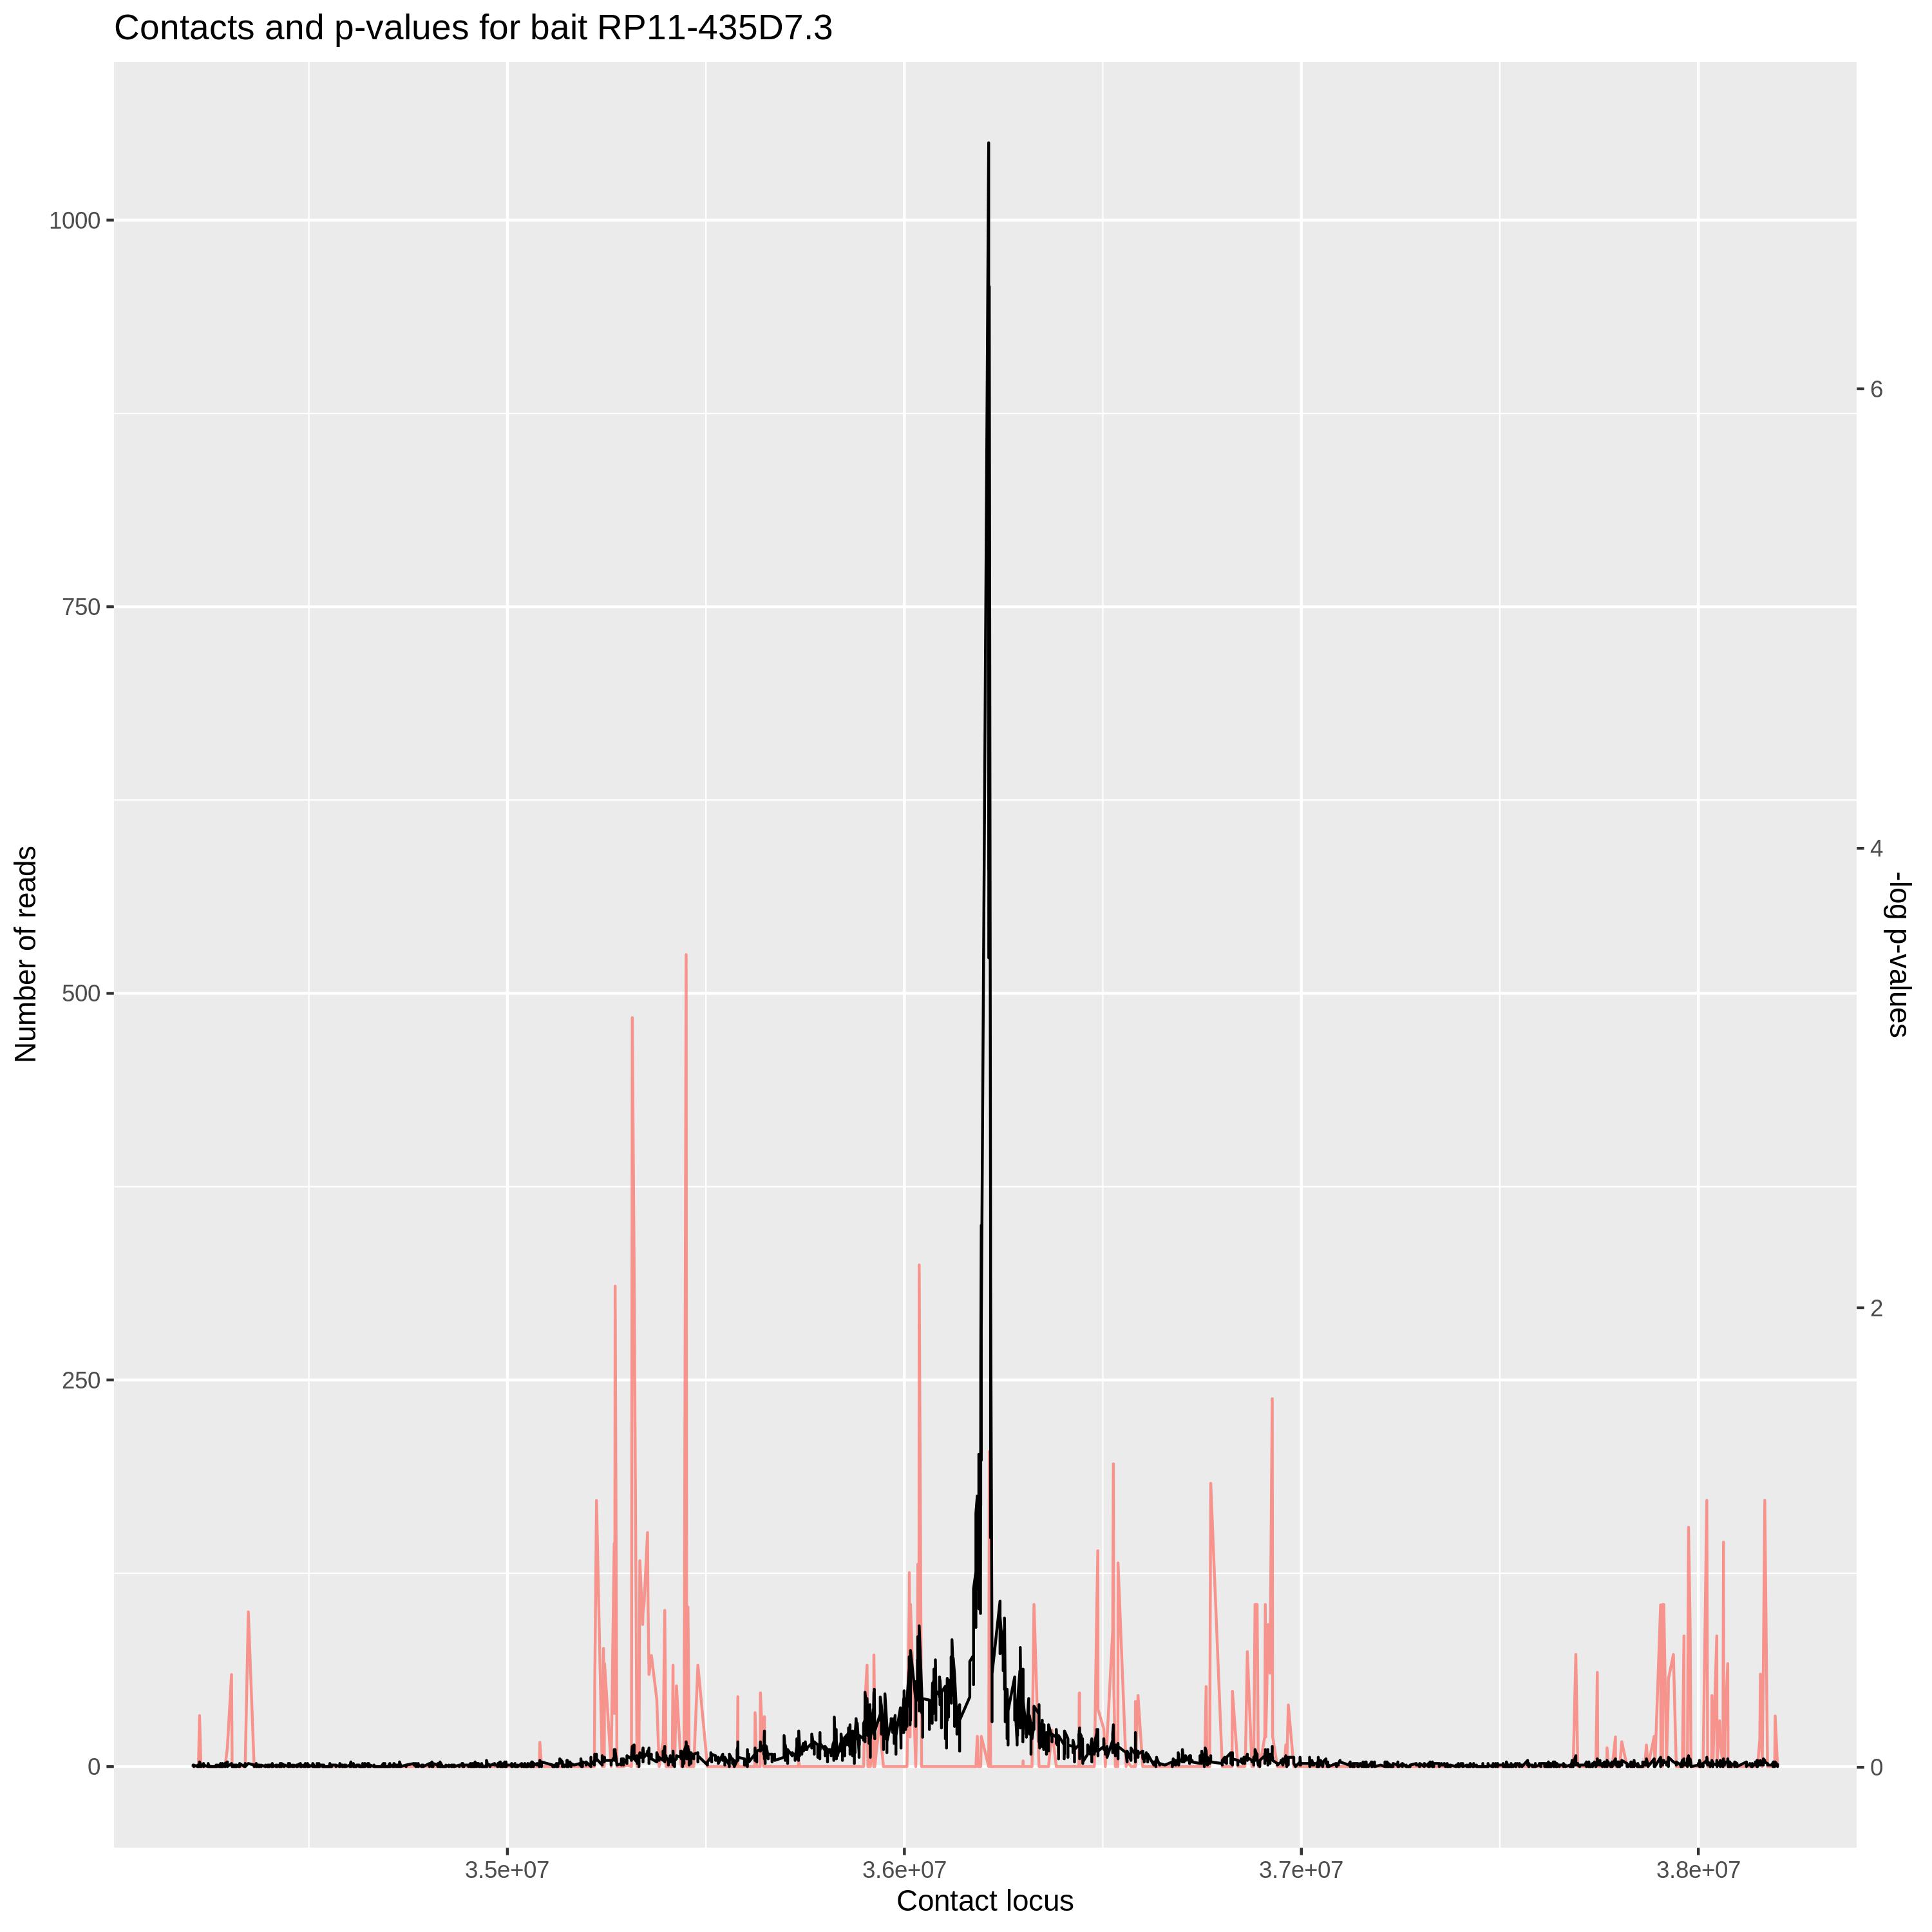 Contacts and p-values for bait RP11-435D7.3
1000
750
500
250
0
Number of reads
6
4
2
0
-log p-values
3.5e+07
3.6e+07
3.7e+07
3.8e+07
Contact locus